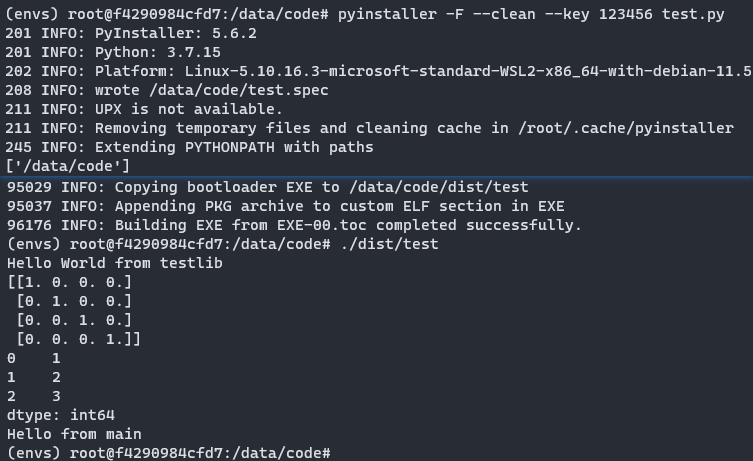 (envs) root@f4290984cfd7:/data/code# pyinstaller -F --clean --key 123456 test.py
201 INFO: PyInstaller: 5.6.2
201 INFO: Python: 3.7.15
202 INFO: Platform: Linux-5.10.16.3-microsoft-standard-WSL2-x86_64-with-debian-11.5
208 INFO: wrote /data/code/test.spec
211 INFO: UPX is not available.
211 INFO: Removing temporary files and cleaning cache in /root/.cache/pyinstaller
245 INFO: Extending PYTHONPATH with paths
['/data/code']
95029 INFO: Copying bootloader EXE to /data/code/dist/test
95037 INFO: Appending PKG archive to custom ELF section in EXE
96176 INFO: Building EXE from EXE-00.toc completed successfully.
(envs) root@f4290984cfd7:/data/code# ./dist/test
Hello World from testlib
[[1. 0. 0. 0.]
 [0. 1. 0. 0.]
 [0. 0. 1. 0.]
 [0. 0. 0. 1.]]
0    1
1    2
2    3
dtype: int64
Hello from main
(envs) root@f4290984cfd7:/data/code#